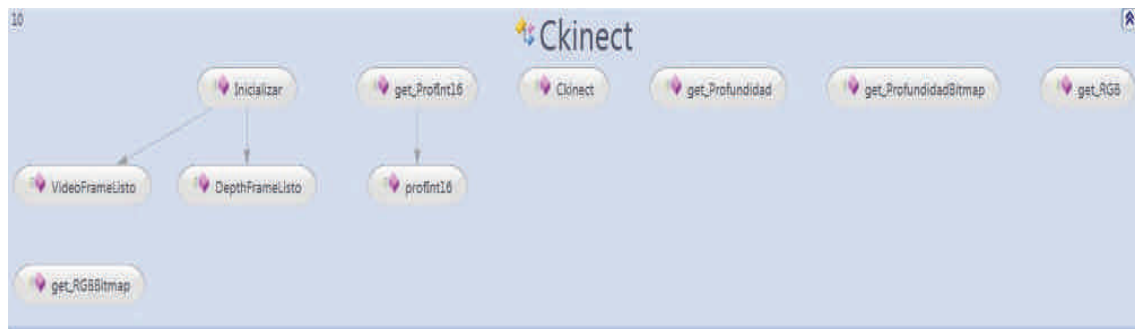 10
Ckinect
Inicializar
get_ProfInt16
Ckinect
get_Profundidad
get_ProfundidadBitmap
get_RGB
VideoFrameListo
DepthFrameListo
profInt16
get_RGBBitmap